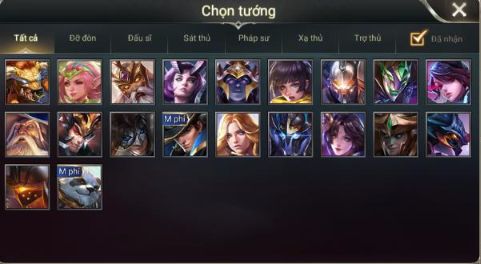 Chọn tướng
Tất cả Đỡ đòn Đấu sĩ Sát thủ Pháp sư Xạ thủ Trợ thủ Đã nhận
M phí
M phí